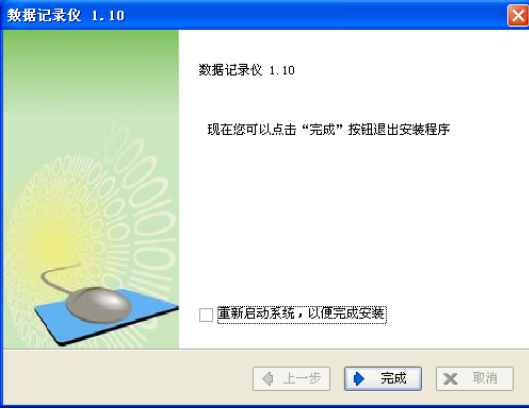 数据记录仪 1.10
数据记录仪 1.10
现在您可以点击“完成”按钮退出安装程序
重新启动系统，以便完成安装
上一步 完成 取消